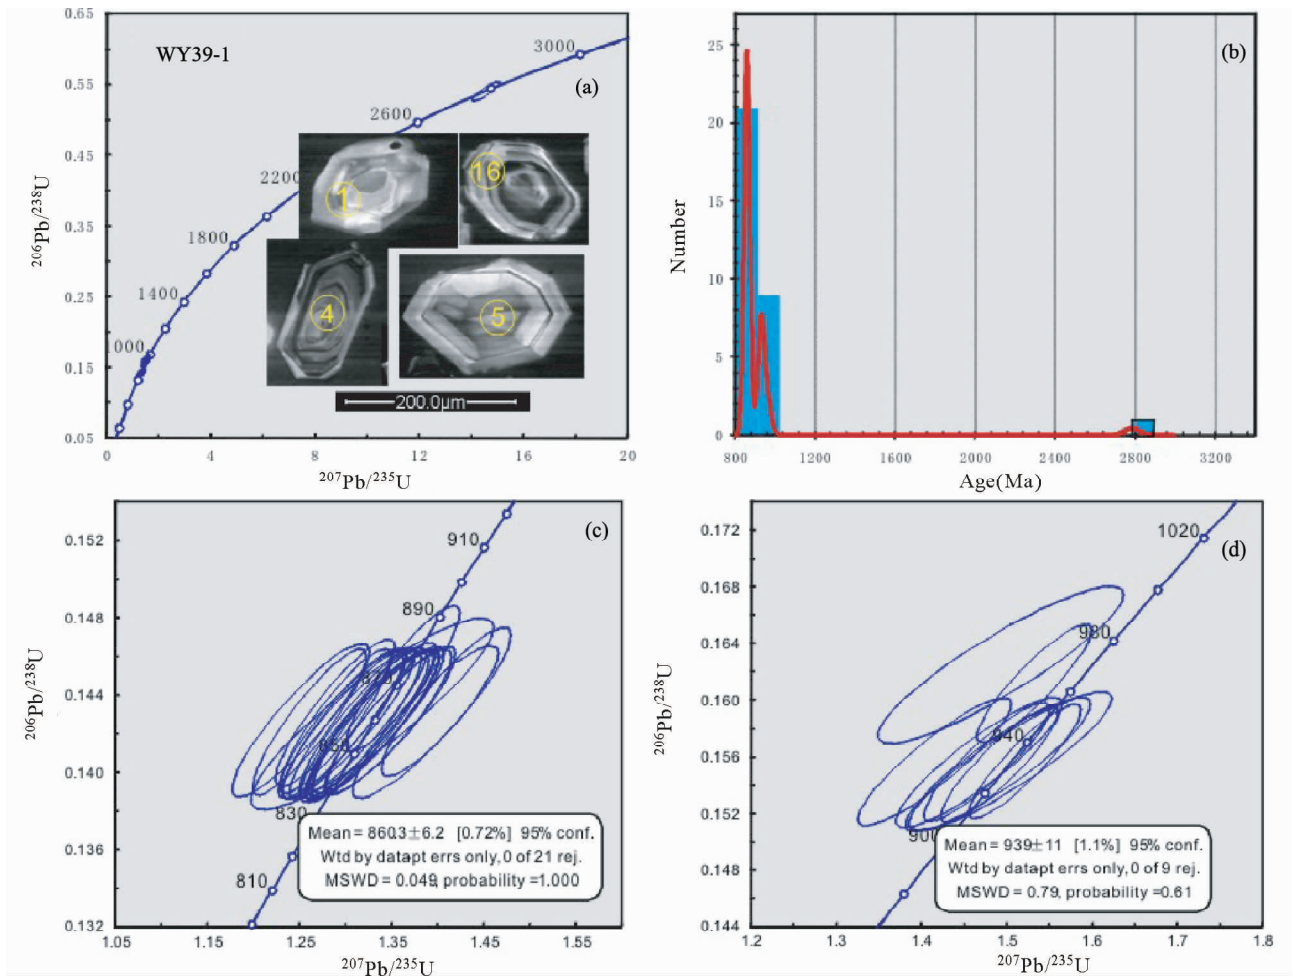 WY39-1
(a)
0.65
0.55
0.45
0.35
0.25
0.15
0.05
206Pb/238U
3000
2600
2200
1800
1400
1000
1
16
4
5
200.0µm
0 4 8 12 16 20
207Pb/235U
(b)
25
20
15
10
5
0
Number
800 1200 1600 2000 2400 2800 3200
Age(Ma)
(c)
0.152
0.148
0.144
0.140
0.136
0.132
206Pb/238U
910
890
870
850
830
810
Mean = 860.3±6.2 [0.72%] 95% conf.
Wtd by datapt errs only, 0 of 21 rej.
MSWD = 0.049, probability =1.000
1.05 1.15 1.25 1.35 1.45 1.55
207Pb/235U
(d)
0.172
0.168
0.164
0.160
0.156
0.152
0.148
0.144
206Pb/238U
1020
980
940
900
Mean = 939±11 [1.1%] 95% conf.
Wtd by datapt errs only, 0 of 9 rej.
MSWD = 0.79, probability =0.61
1.2 1.3 1.4 1.5 1.6 1.7 1.8
207Pb/235U